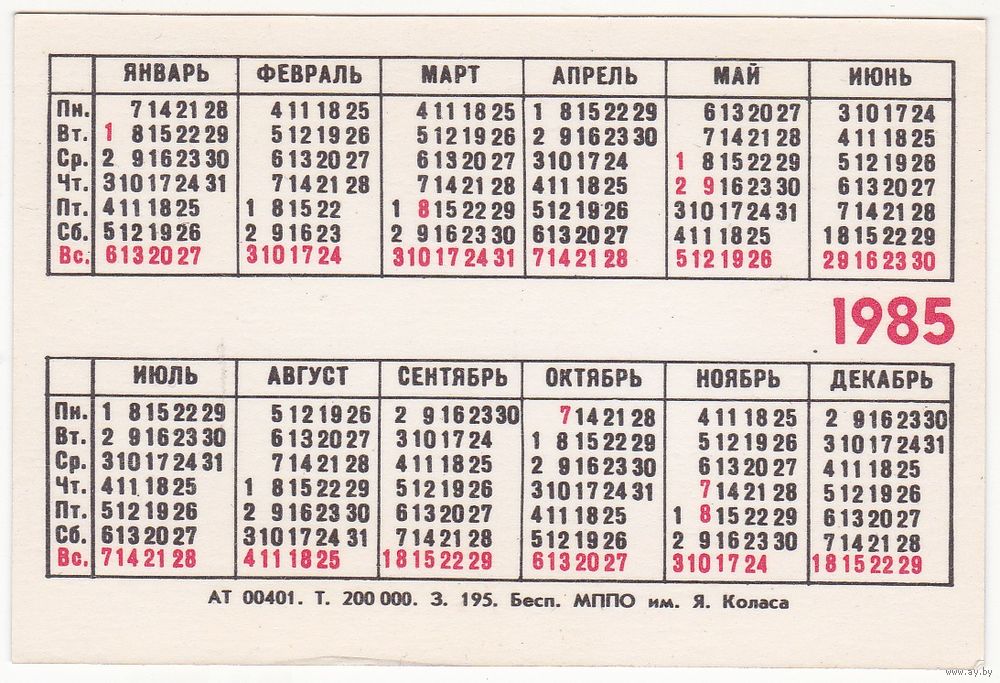 ЯНВАРЬ ФЕВРАЛЬ МАРТ АПРЕЛЬ МАЙ ИЮНЬ
Пн. 7 14 21 28 4 11 18 25 4 11 18 25 1 8 15 22 29 6 13 20 27 3 10 17 24
Вт. 1 8 15 22 29 5 12 19 26 5 12 19 26 2 9 16 23 30 7 14 21 28 4 11 18 25
Ср. 2 9 16 23 30 6 13 20 27 6 13 20 27 3 10 17 24 1 8 15 22 29 5 12 19 26
Чт. 3 10 17 24 31 7 14 21 28 7 14 21 28 4 11 18 25 2 9 16 23 30 6 13 20 27
Пт. 4 11 18 25 1 8 15 22 1 8 15 22 29 5 12 19 26 3 10 17 24 31 7 14 21 28
Сб. 5 12 19 26 2 9 16 23 2 9 16 23 30 6 13 20 27 4 11 18 25 1 8 15 22 29
Вс. 6 13 20 27 3 10 17 24 3 10 17 24 31 7 14 21 28 5 12 19 26 2 9 16 23 30
1985
ИЮЛЬ АВГУСТ СЕНТЯБРЬ ОКТЯБРЬ НОЯБРЬ ДЕКАБРЬ
Пн. 1 8 15 22 29 5 12 19 26 2 9 16 23 30 7 14 21 28 4 11 18 25 2 9 16 23 30
Вт. 2 9 16 23 30 6 13 20 27 3 10 17 24 1 8 15 22 29 5 12 19 26 3 10 17 24 31
Ср. 3 10 17 24 31 7 14 21 28 4 11 18 25 2 9 16 23 30 6 13 20 27 4 11 18 25
Чт. 4 11 18 25 1 8 15 22 29 5 12 19 26 3 10 17 24 31 7 14 21 28 5 12 19 26
Пт. 5 12 19 26 2 9 16 23 30 6 13 20 27 4 11 18 25 1 8 15 22 29 6 13 20 27
Сб. 6 13 20 27 3 10 17 24 31 7 14 21 28 5 12 19 26 2 9 16 23 30 7 14 21 28
Вс. 7 14 21 28 4 11 18 25 1 8 15 22 29 6 13 20 27 3 10 17 24 1 8 15 22 29
АТ 00401. Т. 200 000. З. 195. Бесп. МППО им. Я. Коласа
www.ay.by